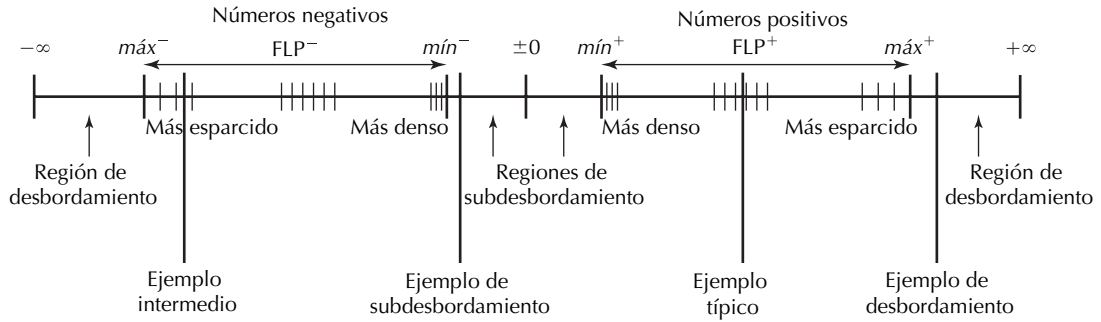 Números negativos
Números positivos
−∞
máx⁻
FLP⁻
mín⁻
±0
mín⁺
FLP⁺
máx⁺
+∞
Más esparcido
Más denso
Más denso
Más esparcido
Región de
desbordamiento
Regiones de
subdesbordamiento
Región de
desbordamiento
Ejemplo
intermedio
Ejemplo de
subdesbordamiento
Ejemplo
típico
Ejemplo de
desbordamiento